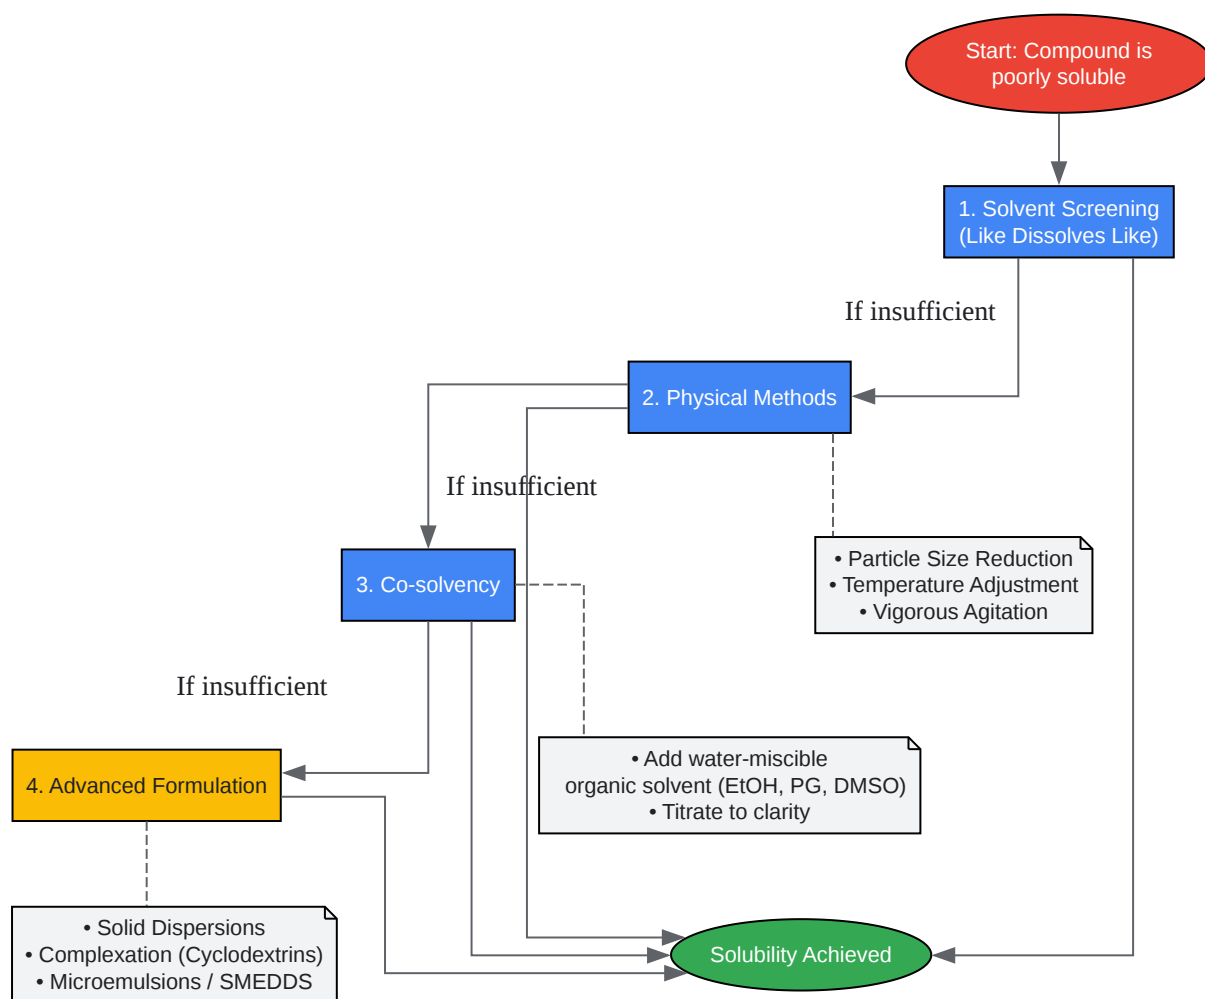 Start: Compound is
poorly soluble
1. Solvent Screening
(Like Dissolves Like)
If insufficient
2. Physical Methods
If insufficient
• Particle Size Reduction
• Temperature Adjustment
• Vigorous Agitation
3. Co-solvency
If insufficient
• Add water-miscible
organic solvent (EtOH, PG, DMSO)
• Titrate to clarity
4. Advanced Formulation
• Solid Dispersions
• Complexation (Cyclodextrins)
• Microemulsions / SMEDDS
Solubility Achieved